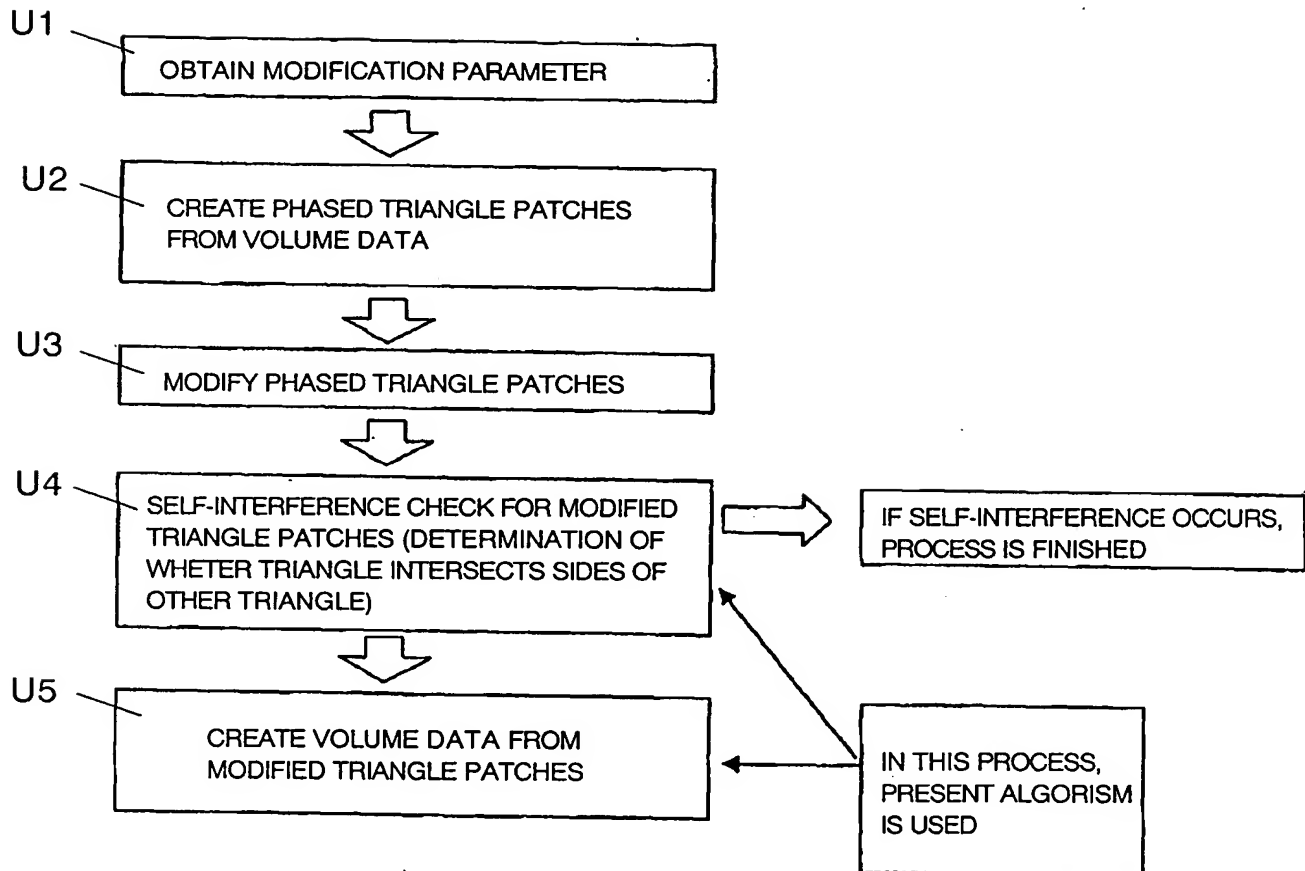 U1
OBTAIN MODIFICATION PARAMETER
U2
CREATE PHASED TRIANGLE PATCHES
FROM VOLUME DATA
U3
MODIFY PHASED TRIANGLE PATCHES
U4
SELF-INTERFERENCE CHECK FOR MODIFIED
TRIANGLE PATCHES (DETERMINATION OF
WHETER TRIANGLE INTERSECTS SIDES OF
OTHER TRIANGLE)
IF SELF-INTERFERENCE OCCURS,
PROCESS IS FINISHED
U5
CREATE VOLUME DATA FROM
MODIFIED TRIANGLE PATCHES
IN THIS PROCESS,
PRESENT ALGORISM
IS USED